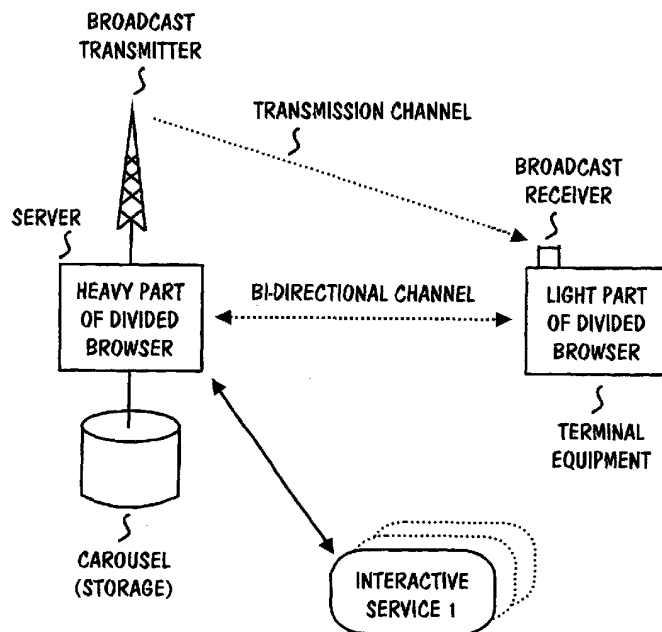 BROADCAST
TRANSMITTER
TRANSMISSION CHANNEL
BROADCAST
RECEIVER
SERVER
HEAVY PART
OF DIVIDED
BROWSER
BI-DIRECTIONAL CHANNEL
LIGHT PART
OF DIVIDED
BROWSER
TERMINAL
EQUIPMENT
CAROUSEL
(STORAGE)
INTERACTIVE
SERVICE 1